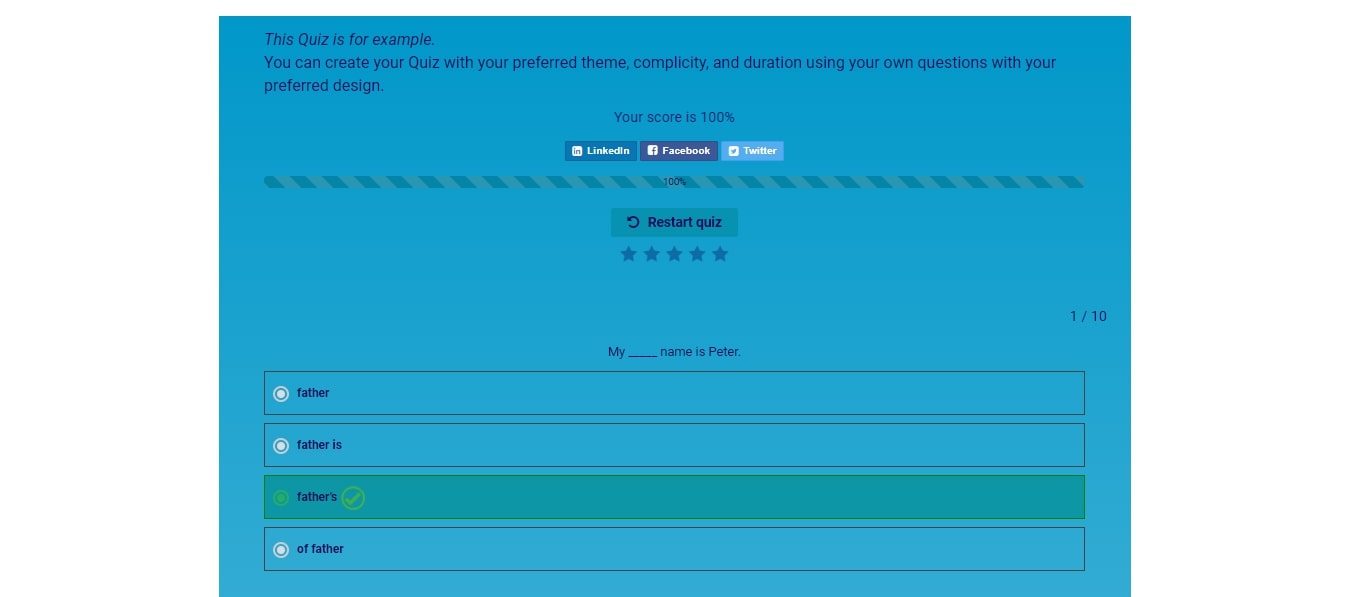 This Quiz is for example.
You can create your Quiz with your preferred theme, complicity, and duration using your own questions with your
preferred design.
Your score is 100%
LinkedIn Facebook Twitter
100%
Restart quiz
1 / 10
My _____ name is Peter.
father
father is
father's
of father